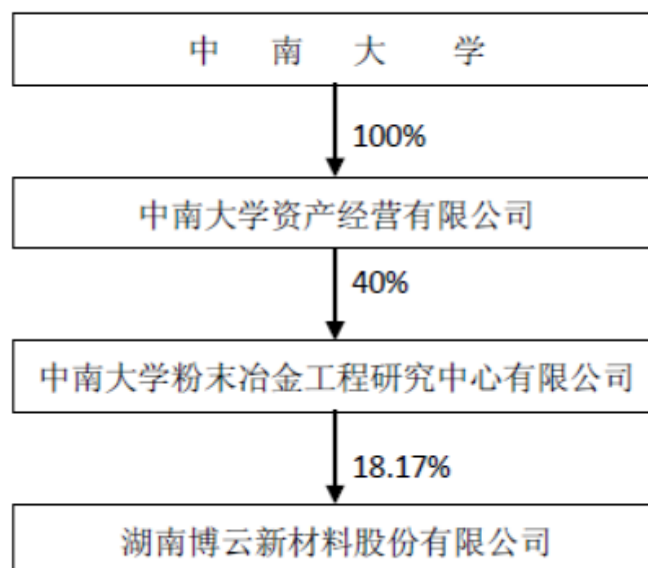 中 南 大 学
100%
中南大学资产经营有限公司
40%
中南大学粉末冶金工程研究中心有限公司
18.17%
湖南博云新材料股份有限公司